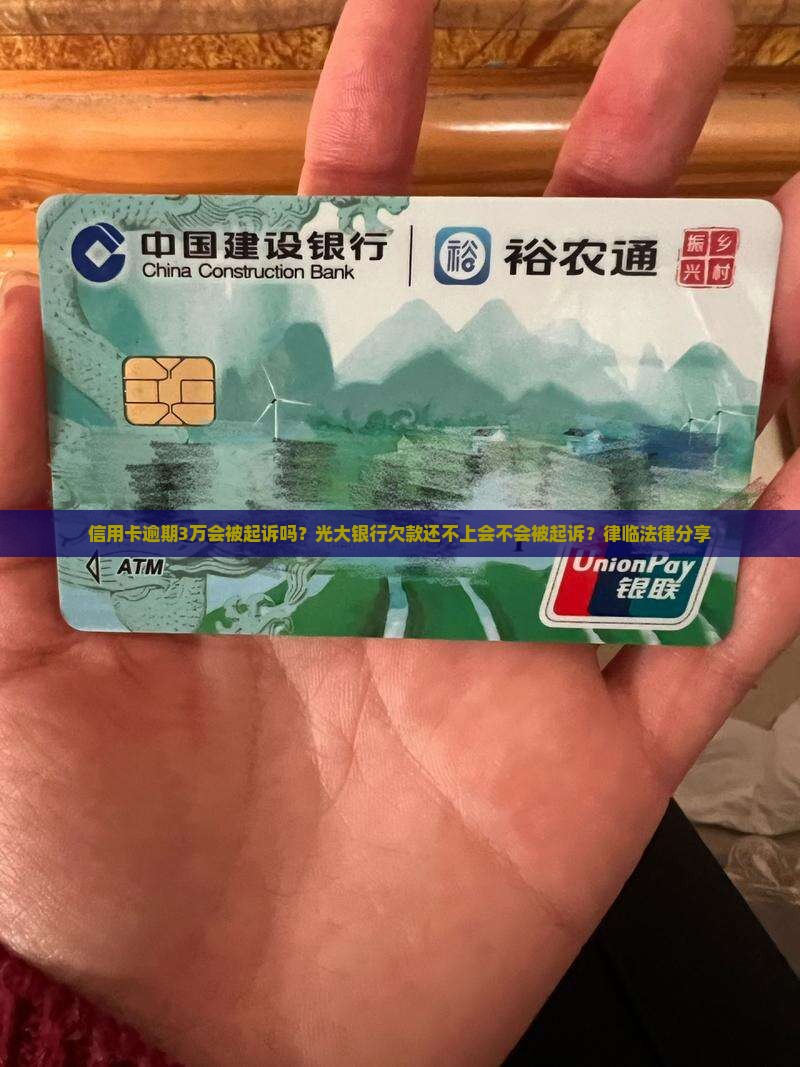 中国建设银行 裕 裕农通 振乡兴村
China Construction Bank
信用卡逾期3万会被起诉吗？光大银行欠款还不上会不会被起诉？律临法律分享
ATM
UnionPay
银联